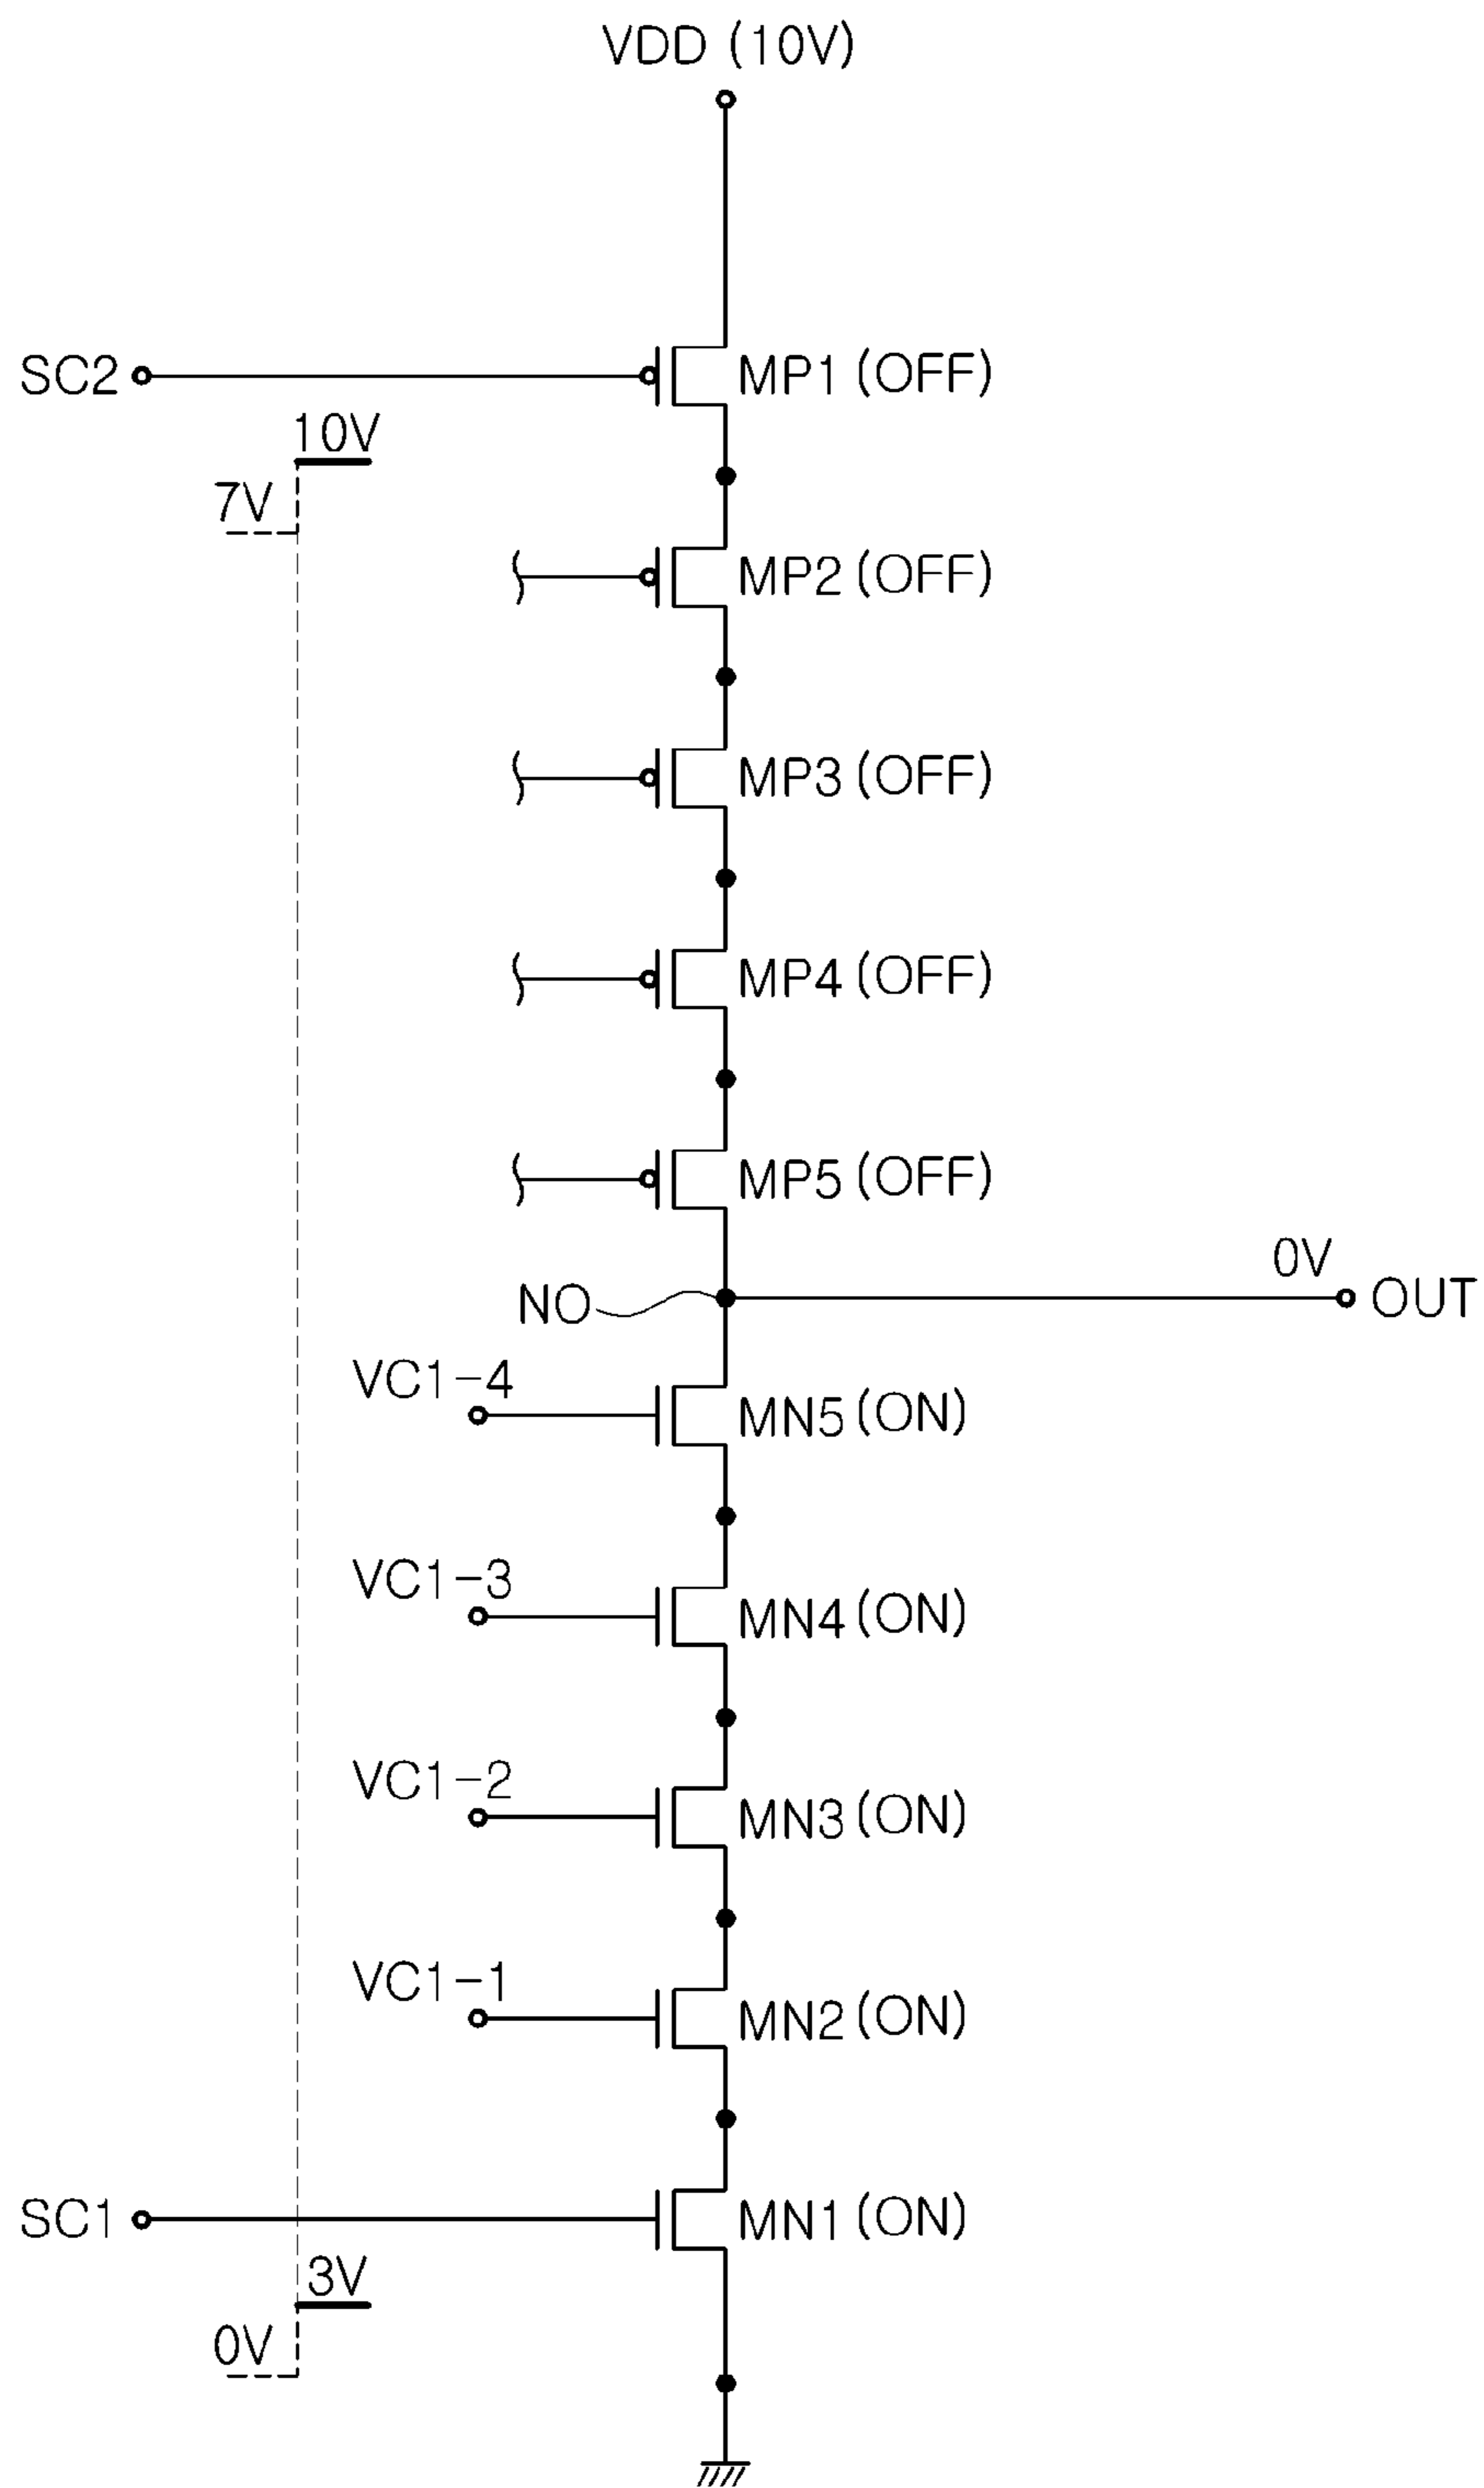 VDD (10V)
SC2
MP1 (OFF)
10V
7V
MP2 (OFF)
MP3 (OFF)
MP4 (OFF)
MP5 (OFF)
0V
NO
OUT
VC1-4
MN5 (ON)
VC1-3
MN4 (ON)
VC1-2
MN3 (ON)
VC1-1
MN2 (ON)
SC1
MN1 (ON)
3V
0V